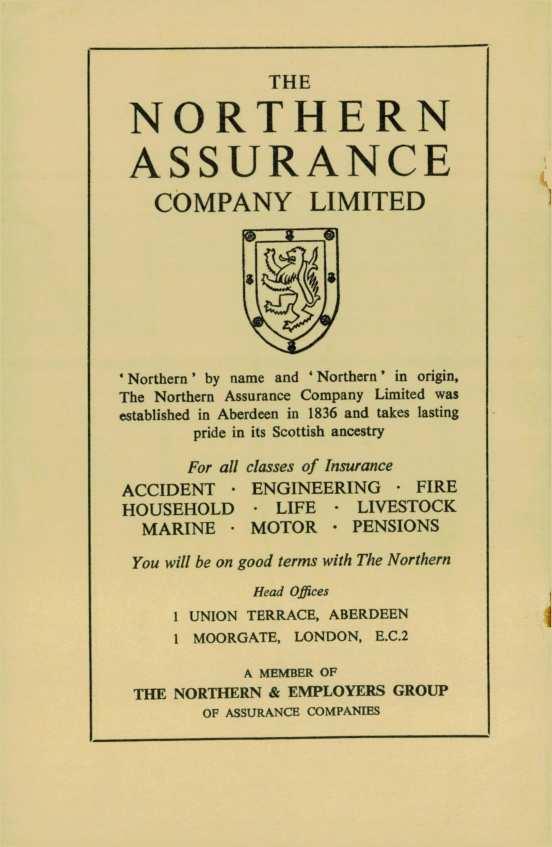 THE
NORTHERN
ASSURANCE
COMPANY LIMITED
‘ Northern ’ by name and ‘ Northern ’ in origin,
The Northern Assurance Company Limited was
established in Aberdeen in 1836 and takes lasting
pride in its Scottish ancestry
For all classes of Insurance
ACCIDENT · ENGINEERING · FIRE
HOUSEHOLD · LIFE · LIVESTOCK
MARINE · MOTOR · PENSIONS
You will be on good terms with The Northern
Head Offices
1 UNION TERRACE, ABERDEEN
1 MOORGATE, LONDON, E.C.2
A MEMBER OF
THE NORTHERN & EMPLOYERS GROUP
OF ASSURANCE COMPANIES